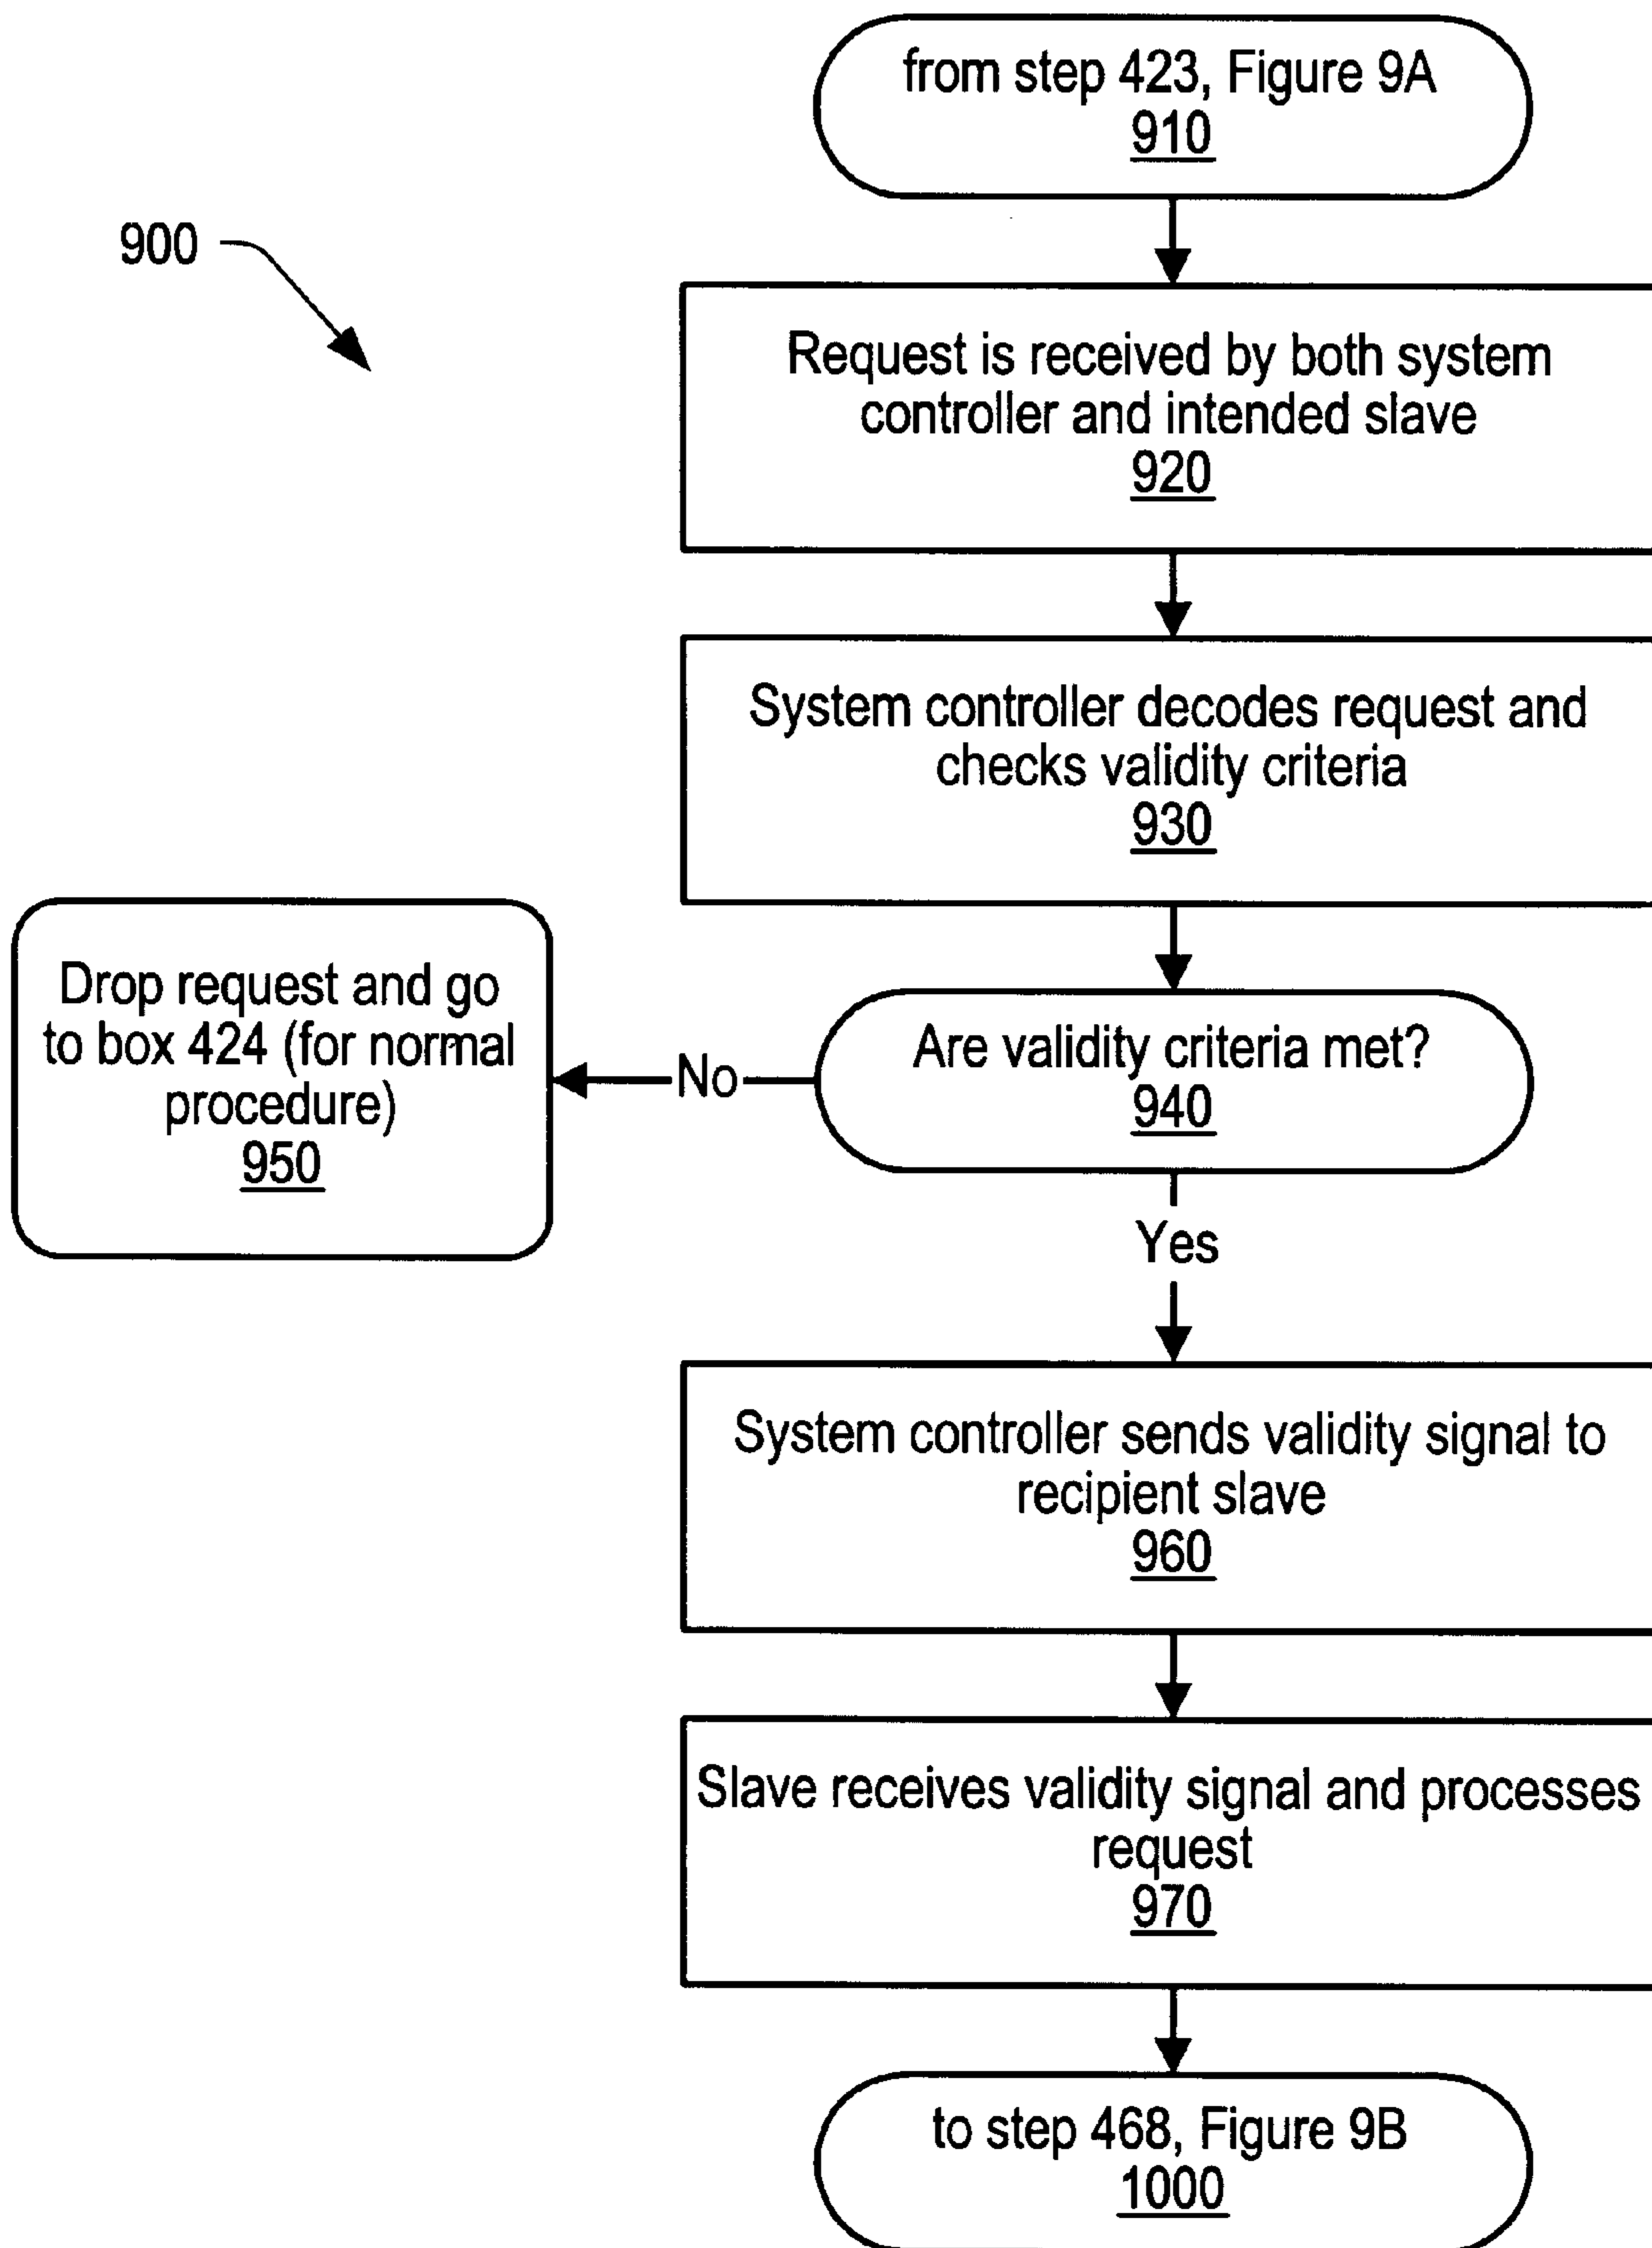 from step 423, Figure 9A
910
900
Request is received by both system
controller and intended slave
920
System controller decodes request and
checks validity criteria
930
Drop request and go
to box 424 (for normal
procedure)
950
No
Are validity criteria met?
940
Yes
System controller sends validity signal to
recipient slave
960
Slave receives validity signal and processes
request
970
to step 468, Figure 9B
1000